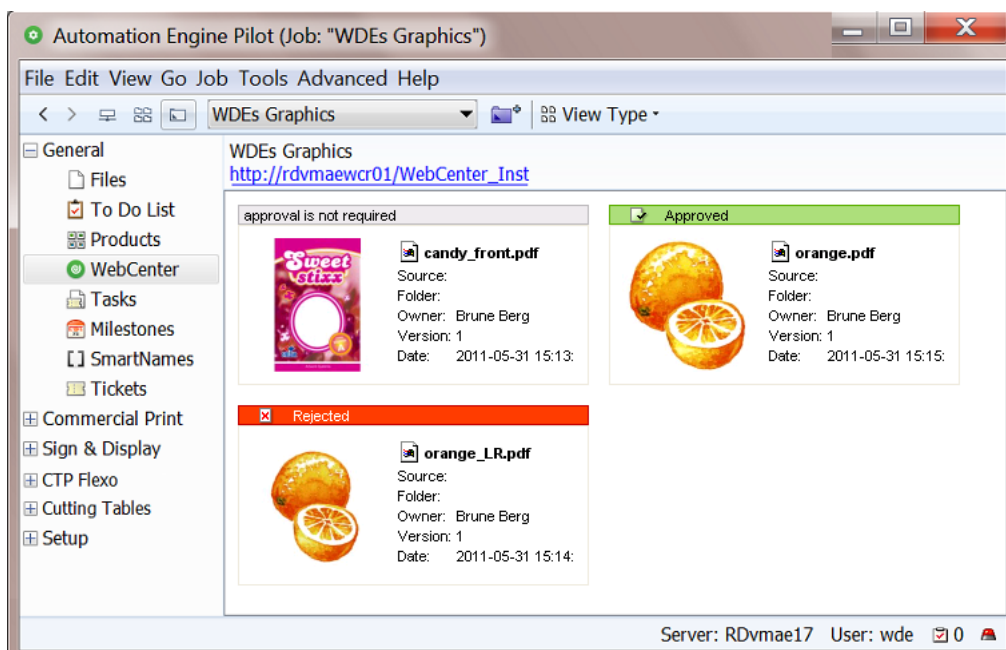 Automation Engine Pilot (Job: "WDEs Graphics")
File Edit View Go Job Tools Advanced Help
WDEs Graphics
View Type
General
Files
To Do List
Products
WebCenter
Tasks
Milestones
SmartNames
Tickets
Commercial Print
Sign & Display
CTP Flexo
Cutting Tables
Setup
WDEs Graphics
http://rdvmaewcr01/WebCenter_Inst
approval is not required
Sweet
stixx
candy_front.pdf
Source:
Folder:
Owner: Brune Berg
Version: 1
Date: 2011-05-31 15:13:
Approved
orange.pdf
Source:
Folder:
Owner: Brune Berg
Version: 1
Date: 2011-05-31 15:15:
Rejected
orange_LR.pdf
Source:
Folder:
Owner: Brune Berg
Version: 1
Date: 2011-05-31 15:14:
Server: RDvmae17 User: wde 0